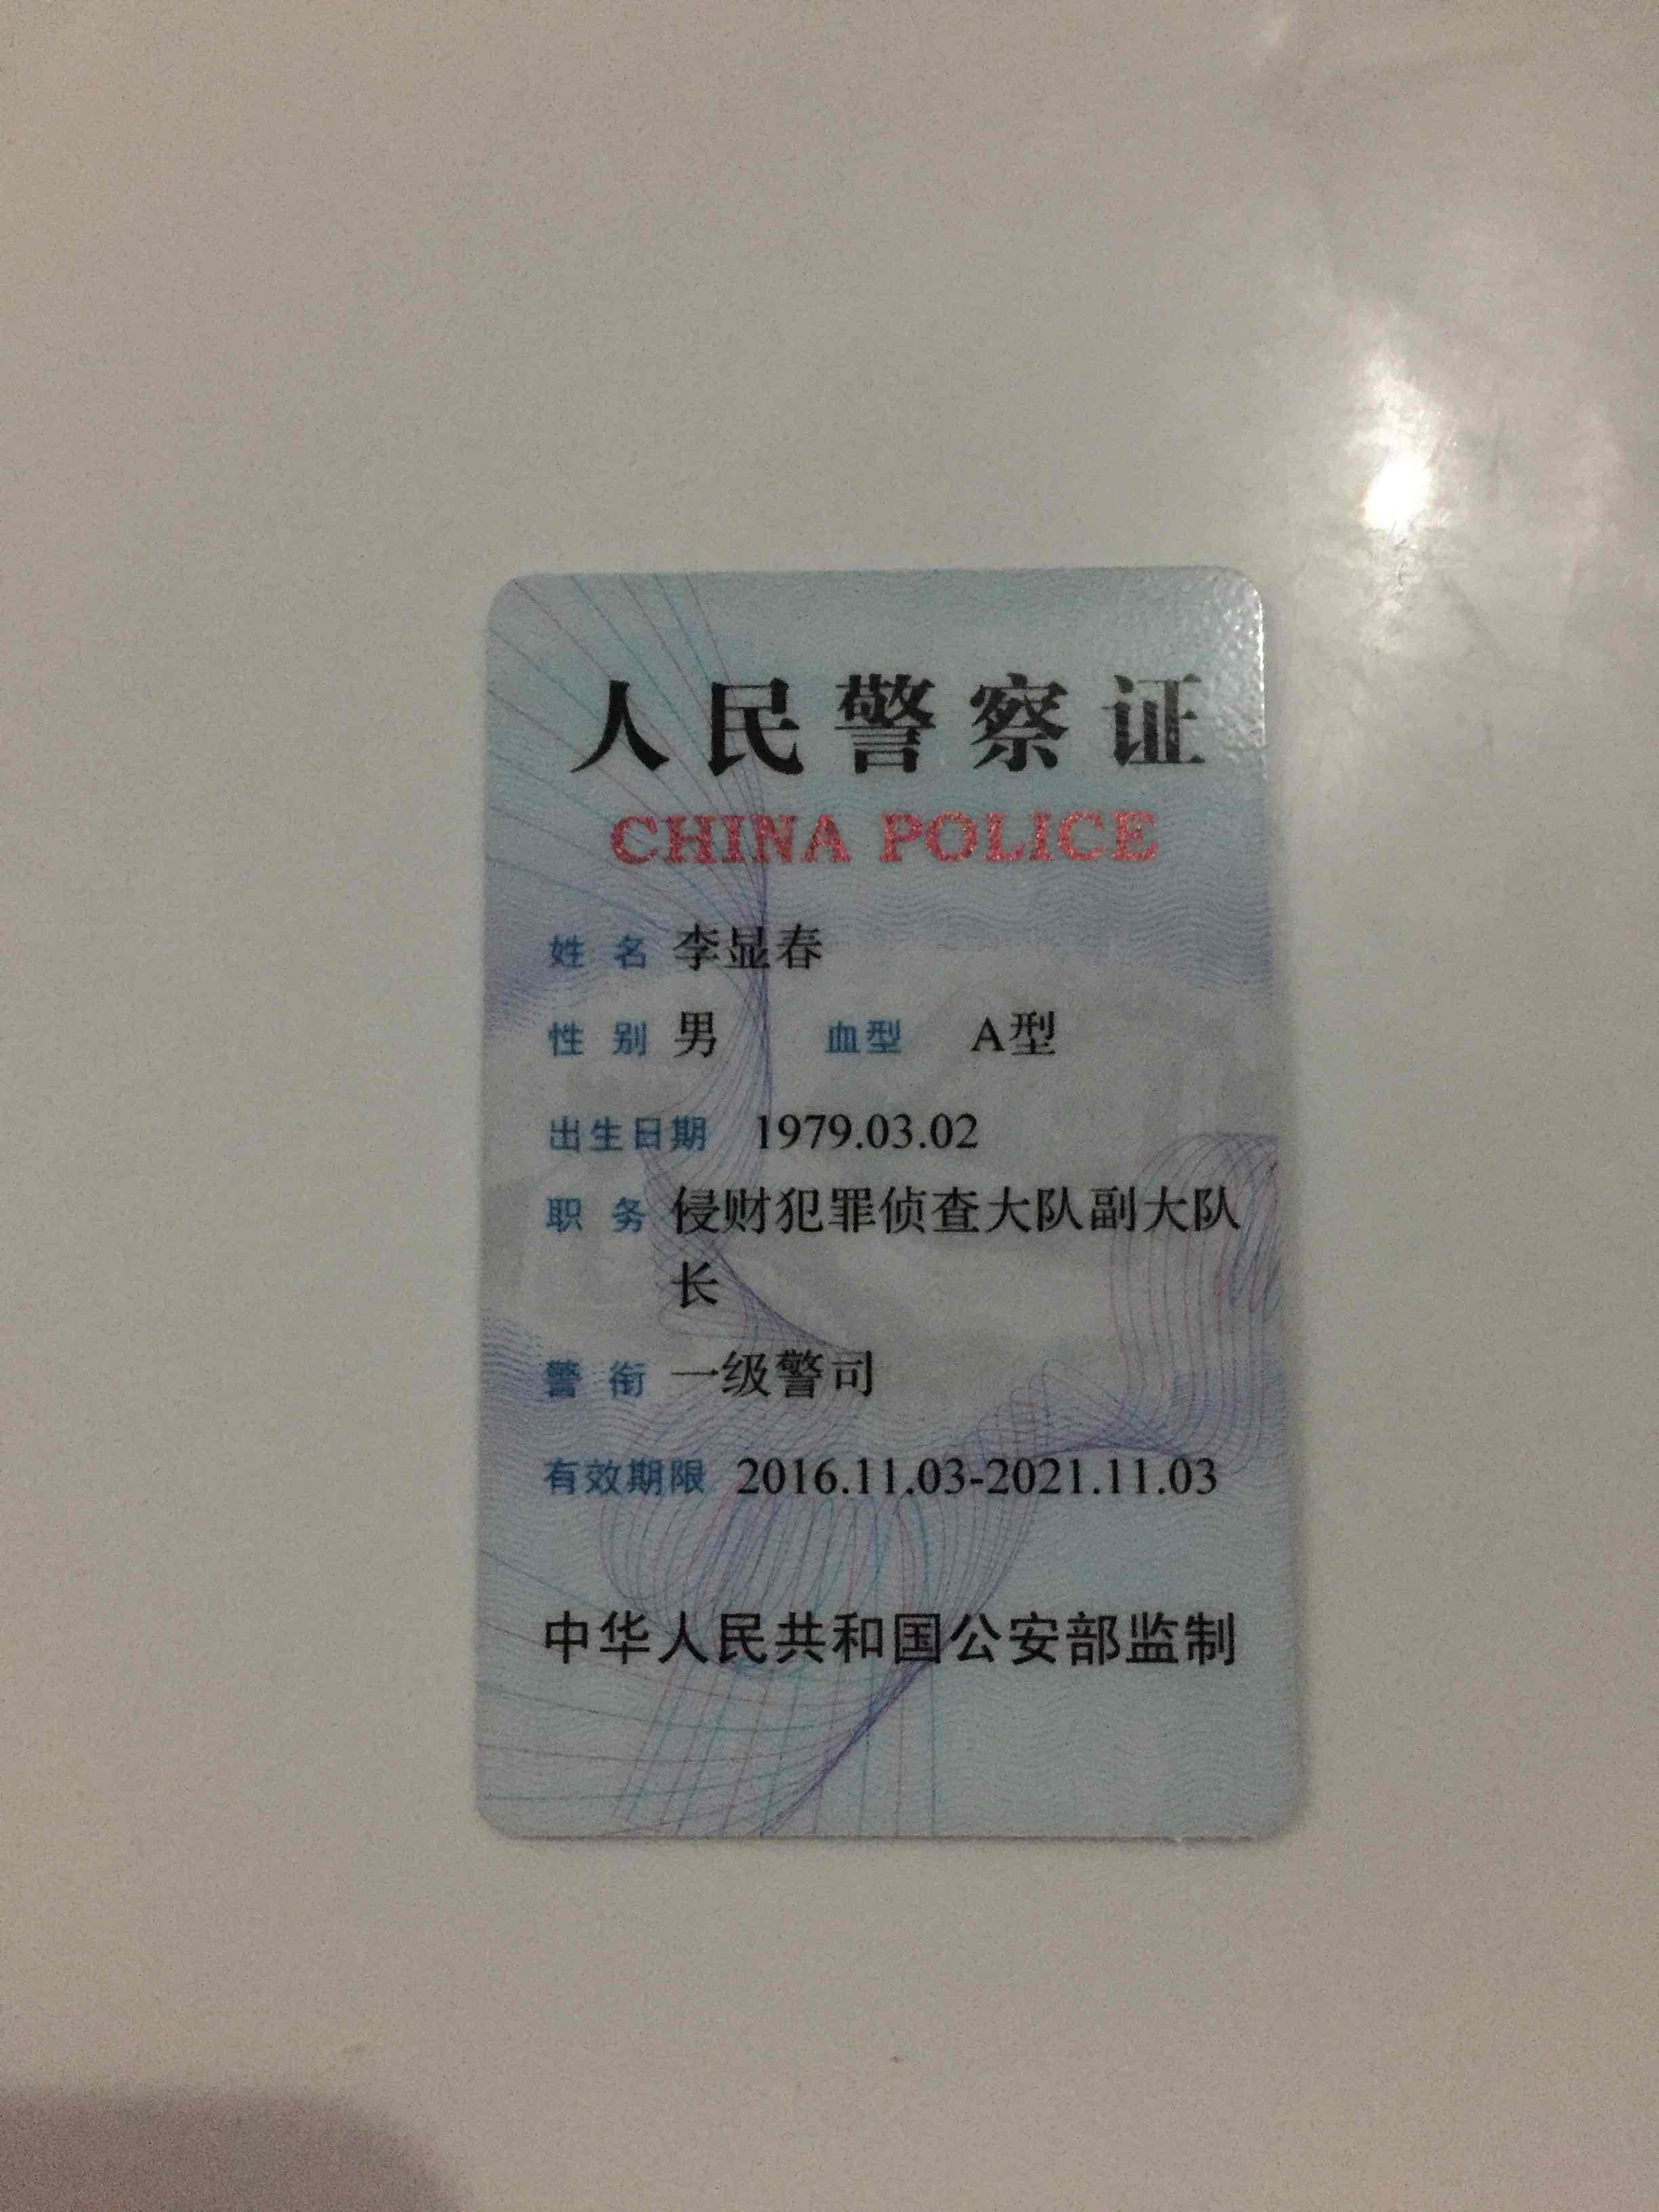 人民警察证
CHINA POLICE
姓 名 李显春
性 别 男 血型 A型
出生日期 1979.03.02
职 务 侵财犯罪侦查大队副大队
长
警 衔 一级警司
有效期限 2016.11.03-2021.11.03
中华人民共和国公安部监制